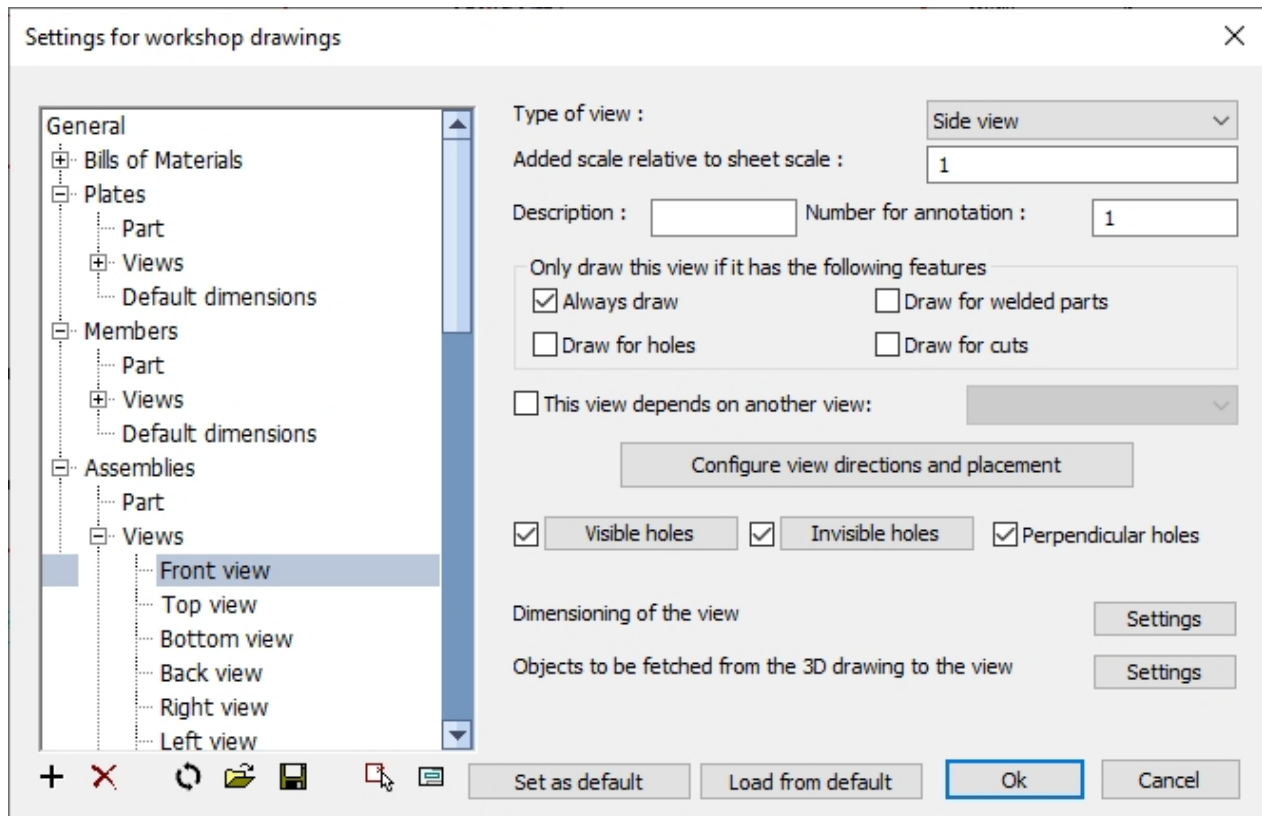 Settings for workshop drawings
General
Bills of Materials
Plates
Part
Views
Default dimensions
Members
Part
Views
Default dimensions
Assemblies
Part
Views
Front view
Top view
Bottom view
Back view
Right view
Left view
Type of view : Side view
Added scale relative to sheet scale : 1
Description : Number for annotation : 1
Only draw this view if it has the following features
Always draw Draw for welded parts
Draw for holes Draw for cuts
This view depends on another view:
Configure view directions and placement
Visible holes Invisible holes Perpendicular holes
Dimensioning of the view Settings
Objects to be fetched from the 3D drawing to the view Settings
Set as default Load from default Ok Cancel